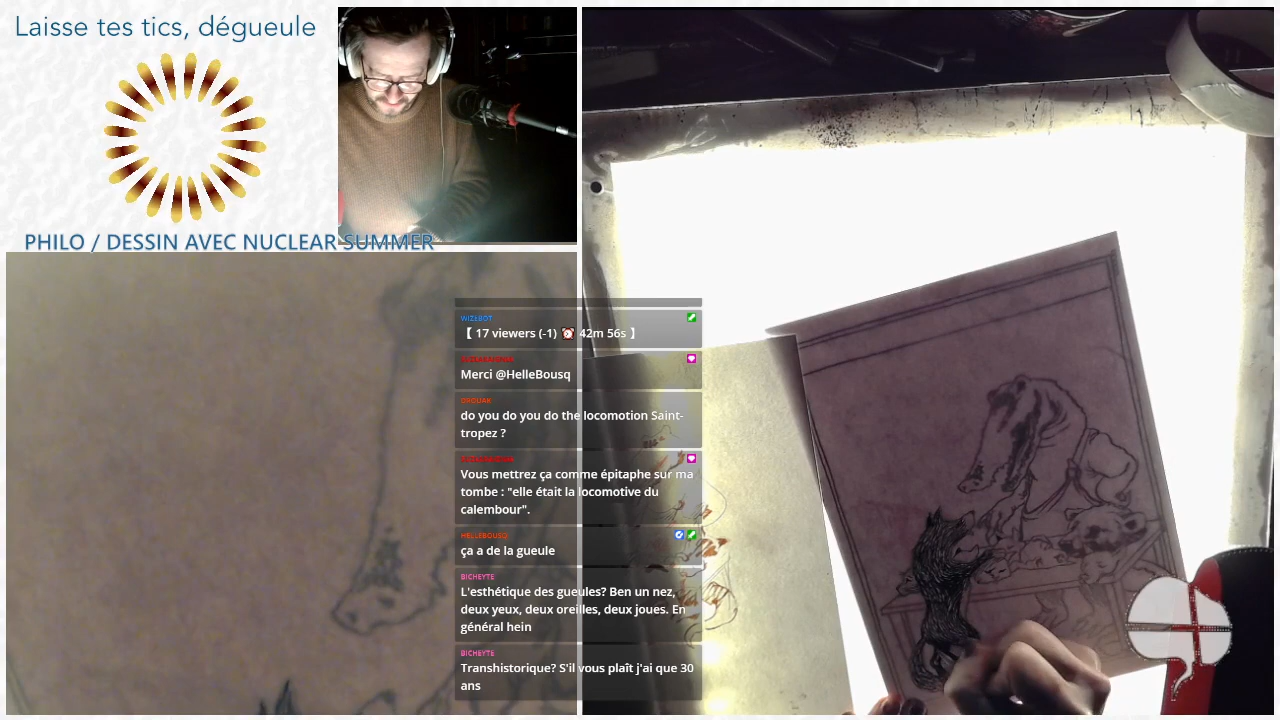 Laisse tes tics, dégueule
PHILO / DESSIN AVEC NUCLEAR SUMMER
WIZEBOT
【 17 viewers (-1) ⏰ 42m 56s 】
Merci @HelleBousq
do you do you do the locomotion Saint-
tropez ?
Vous mettrez ça comme épitaphe sur ma
tombe : "elle était la locomotive du
calembour".
HELLEBOUSQ
ça a de la gueule
BICHEYTE
L'esthétique des gueules? Ben un nez,
deux yeux, deux oreilles, deux joues. En
général hein
BICHEYTE
Transhistorique? S'il vous plaît j'ai que 30
ans